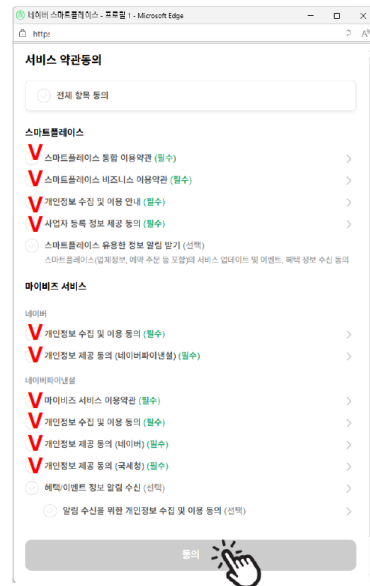 네이버 스마트플레이스 - 프로필 1 - Microsoft Edge
https
서비스 약관동의
전체 항목 동의
스마트플레이스
V 스마트플레이스 통합 이용약관 (필수)
V 스마트플레이스 비즈니스 이용약관 (필수)
V 개인정보 수집 및 이용 안내 (필수)
V 사업자 등록 정보 제공 동의 (필수)
스마트플레이스 유용한 정보 알림 받기 (선택)
스마트플레이스(업체정보, 예약 주문 등 포함)의 서비스 업데이트 및 이벤트, 혜택 정보 수신 동의
마이비즈 서비스
네이버
V 개인정보 수집 및 이용 동의 (필수)
V 개인정보 제공 동의 (네이버파이낸셜) (필수)
네이버파이낸셜
V 마이비즈 서비스 이용약관 (필수)
V 개인정보 수집 및 이용 동의 (필수)
V 개인정보 제공 동의 (네이버) (필수)
V 개인정보 제공 동의 (국세청) (필수)
혜택/이벤트 정보 알림 수신 (선택)
알림 수신을 위한 개인정보 수집 및 이용 동의 (선택)
동의